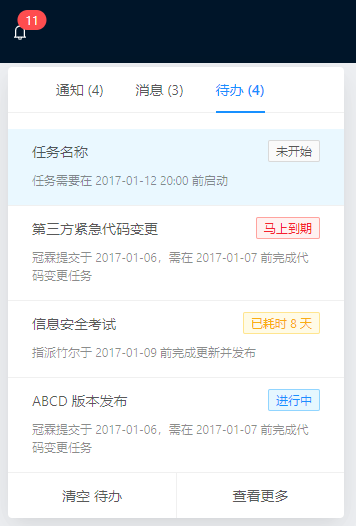 11
通知 (4) 消息 (3) 待办 (4)
任务名称 未开始
任务需要在 2017-01-12 20:00 前启动
第三方紧急代码变更 马上到期
冠霖提交于 2017-01-06，需在 2017-01-07 前完成代
码变更任务
信息安全考试 已耗时 8 天
指派竹尔于 2017-01-09 前完成更新并发布
ABCD 版本发布 进行中
冠霖提交于 2017-01-06，需在 2017-01-07 前完成代
码变更任务
清空 待办 查看更多